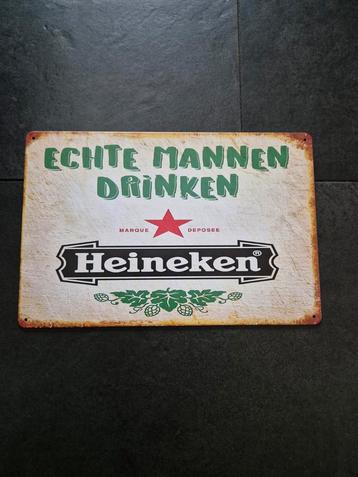 ECHTE MANNEN
DRiNKEN
MARQUE DEPOSEE
Heineken®